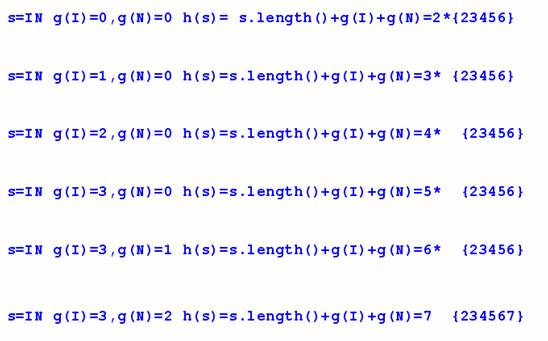 s=IN g(I)=0,g(N)=0 h(s)= s.length()+g(I)+g(N)=2*{23456}
s=IN g(I)=1,g(N)=0 h(s)=s.length()+g(I)+g(N)=3* {23456}
s=IN g(I)=2,g(N)=0 h(s)=s.length()+g(I)+g(N)=4*  {23456}
s=IN g(I)=3,g(N)=0 h(s)=s.length()+g(I)+g(N)=5*  {23456}
s=IN g(I)=3,g(N)=1 h(s)=s.length()+g(I)+g(N)=6*  {23456}
s=IN g(I)=3,g(N)=2 h(s)=s.length()+g(I)+g(N)=7  {234567}